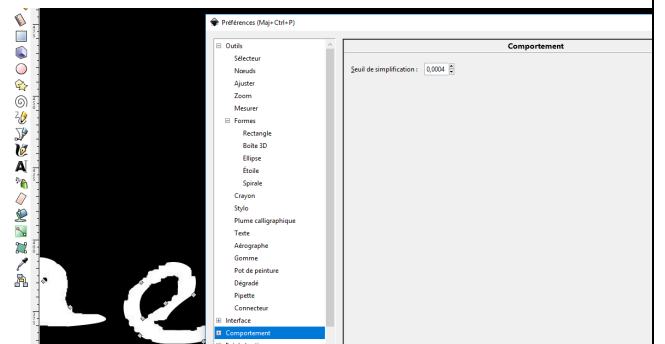 Préférences (Maj+Ctrl+P)
Outils
Comportement
Sélecteur
Seuil de simplification : 0,0004
Nœuds
Ajuster
Zoom
Mesurer
Formes
Rectangle
Boîte 3D
Ellipse
Étoile
Spirale
Crayon
Stylo
Plume calligraphique
Texte
Aérographe
Gomme
Pot de peinture
Dégradé
Pipette
Connecteur
Interface
Comportement